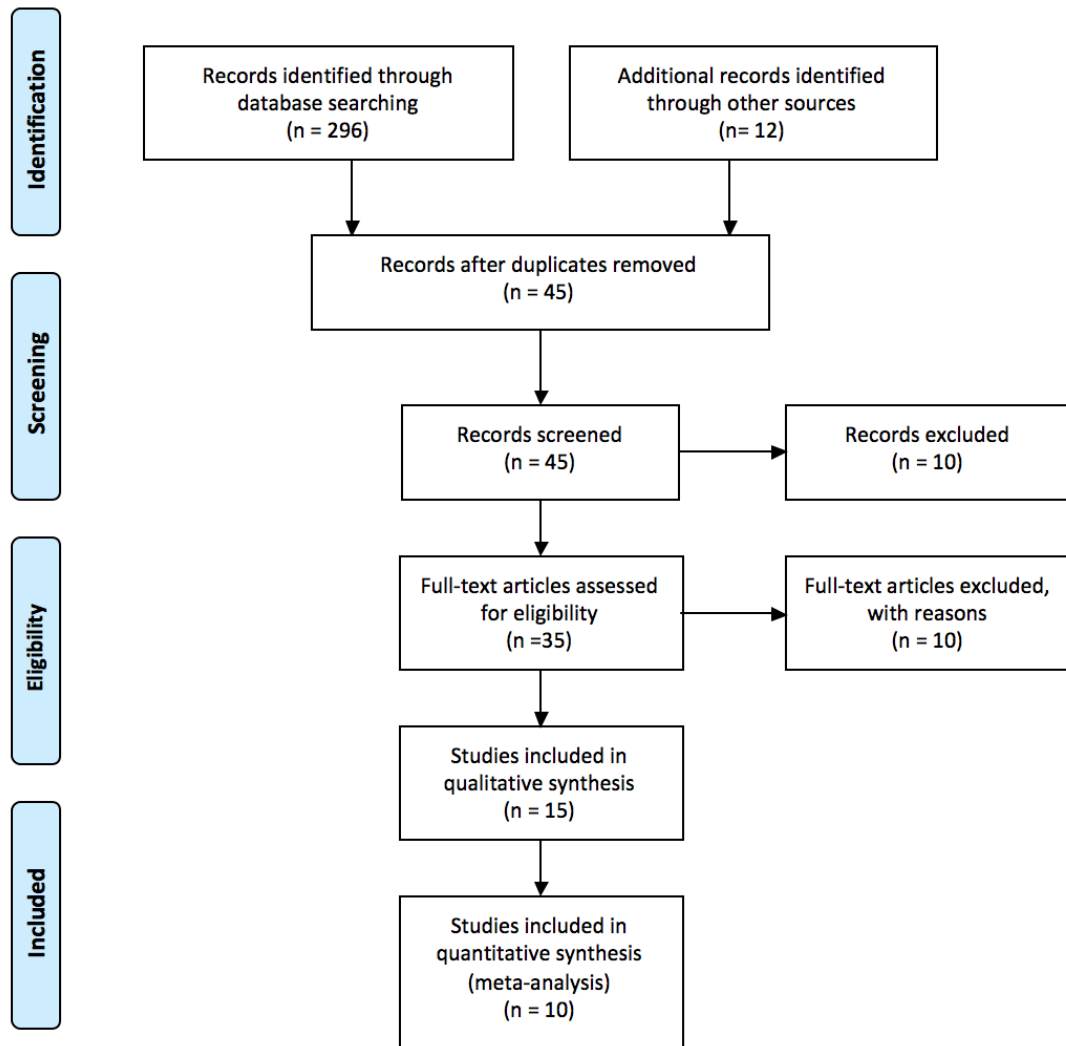 Identification
Records identified through
database searching
(n = 296)
Additional records identified
through other sources
(n= 12)
Records after duplicates removed
(n = 45)
Screening
Records screened
(n = 45)
Records excluded
(n = 10)
Eligibility
Full-text articles assessed
for eligibility
(n =35)
Full-text articles excluded,
with reasons
(n = 10)
Studies included in
qualitative synthesis
(n = 15)
Included
Studies included in
quantitative synthesis
(meta-analysis)
(n = 10)